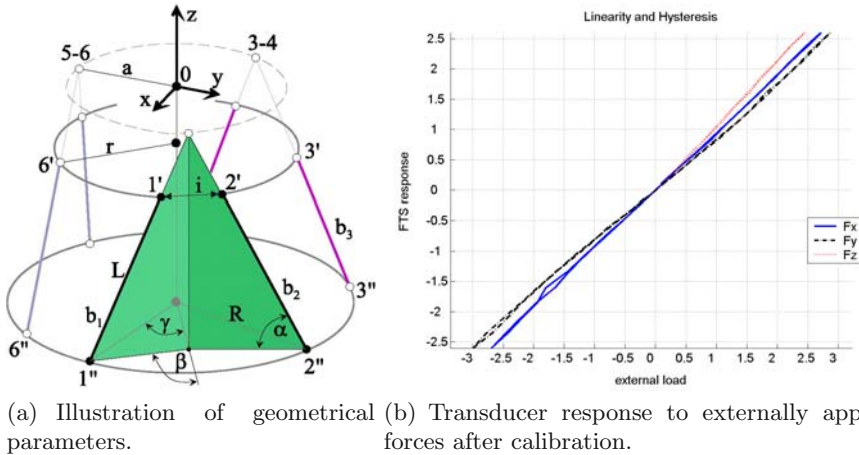 z
5-6
3-4
a
0
y
x
r
6'
3'
1'
i
2'
b3
L
b1
b2
R
3"
γ
α
6"
β
1"
2"
Linearity and Hysteresis
FTS response
2.5
2
1.5
1
0.5
0
-0.5
-1
-1.5
-2
-2.5
Fx
Fy
Fz
-3 -2.5 -2 -1.5 -1 -0.5 0 0.5 1 1.5 2 2.5 3
external load
(a) Illustration of geometrical
parameters.
(b) Transducer response to externally app
forces after calibration.